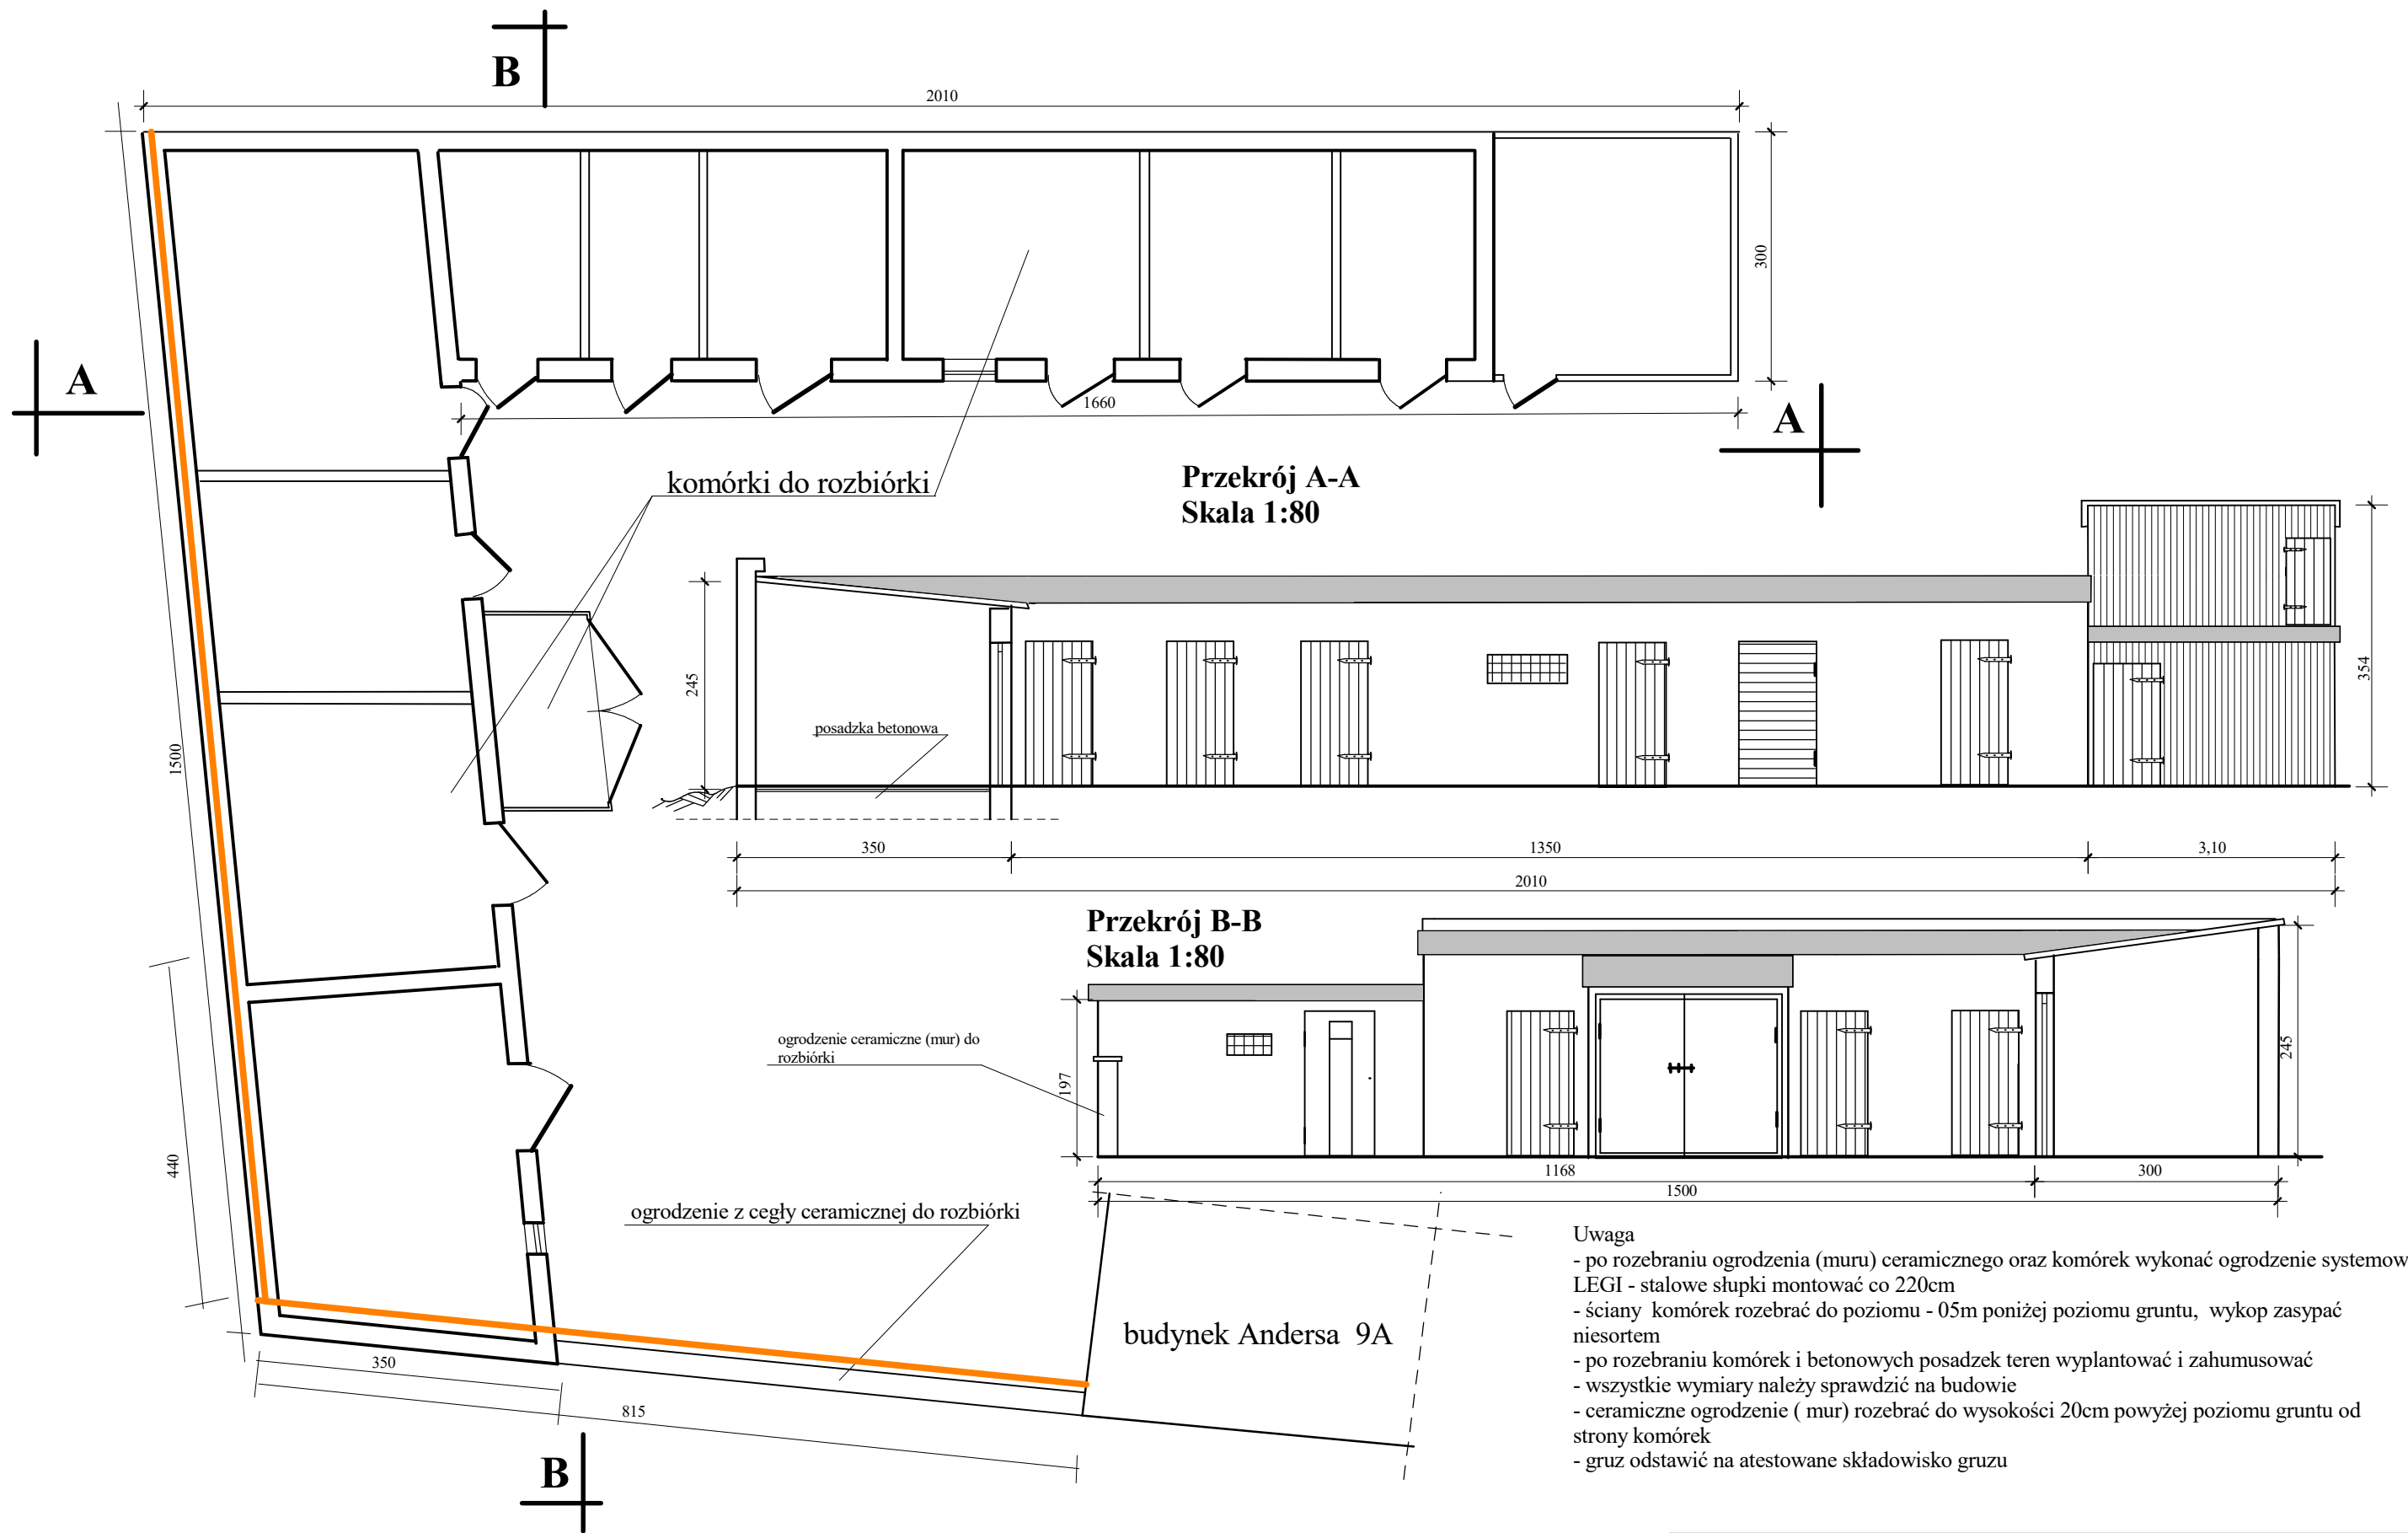 B
2010
300
A
1660
A
komórki do rozbiórki
Przekrój A-A
Skala 1:80
245
354
posadzka betonowa
1500
350
1350
3,10
2010
Przekrój B-B
Skala 1:80
ogrodzenie ceramiczne (mur) do
rozbiórki
197
245
1168
300
1500
440
ogrodzenie z cegły ceramicznej do rozbiórki
budynek Andersa 9A
350
815
B
Uwaga
- po rozebraniu ogrodzenia (muru) ceramicznego oraz komórek wykonać ogrodzenie systemow
LEGI - stalowe słupki montować co 220cm
- ściany komórek rozebrać do poziomu - 05m poniżej poziomu gruntu, wykop zasypać
niesortem
- po rozebraniu komórek i betonowych posadzek teren wyplantować i zahumusować
- wszystkie wymiary należy sprawdzić na budowie
- ceramiczne ogrodzenie ( mur) rozebrać do wysokości 20cm powyżej poziomu gruntu od
strony komórek
- gruz odstawić na atestowane składowisko gruzu